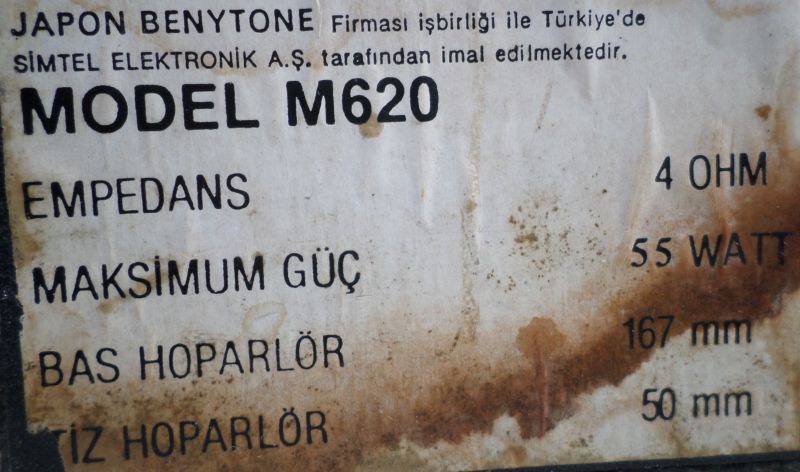 JAPON BENYTONE Firması işbirliği ile Türkiye'de
SİMTEL ELEKTRONİK A.Ş. tarafından imal edilmektedir.
MODEL M620
EMPEDANS 4 OHM
MAKSİMUM GÜÇ 55 WATT
BAS HOPARLÖR 167 mm
TİZ HOPARLÖR 50 mm